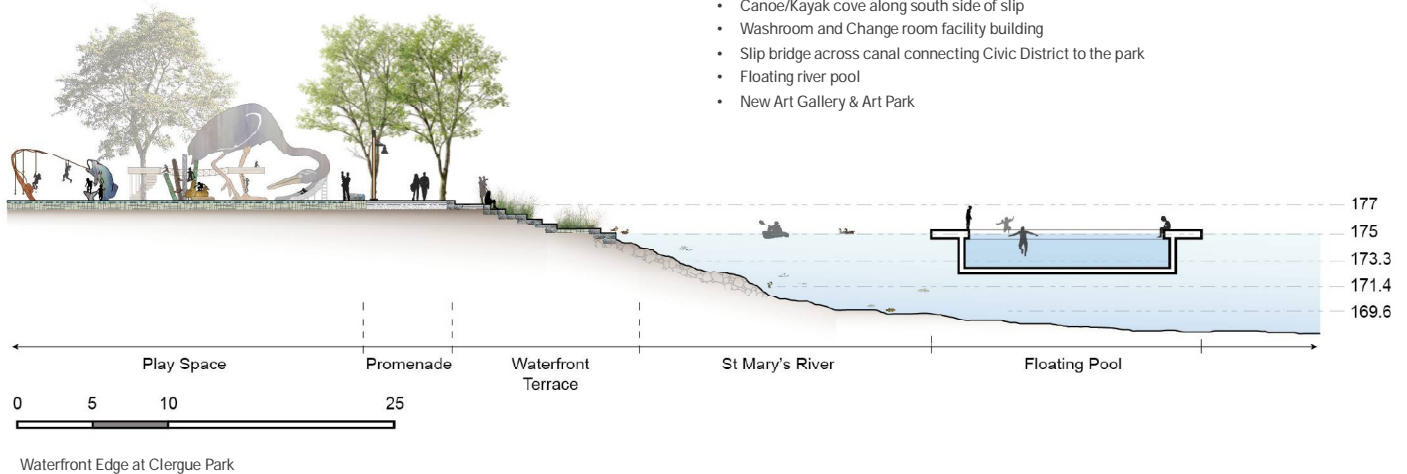 • Canoe/Kayak cove along south side of slip
• Washroom and Change room facility building
• Slip bridge across canal connecting Civic District to the park
• Floating river pool
• New Art Gallery & Art Park
177
175
173.3
171.4
169.6
Play Space
Promenade
Waterfront
Terrace
St Mary's River
Floating Pool
0 5 10 25
Waterfront Edge at Clergue Park